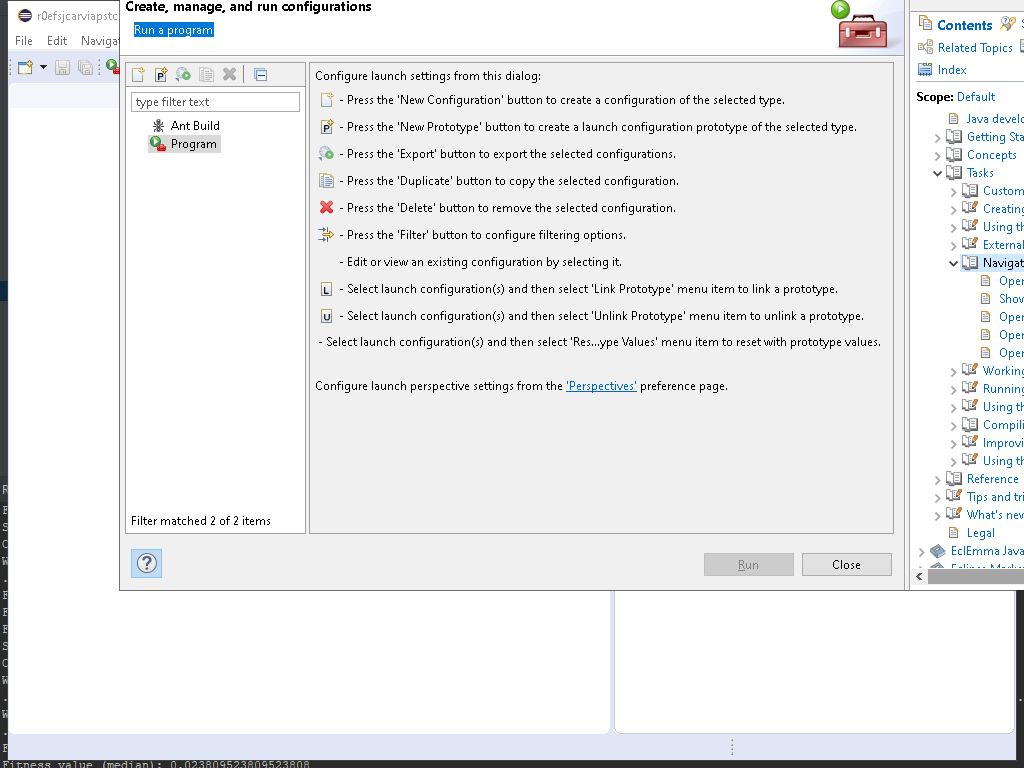 r0efsjcarviapstc
File Edit Navigat
Create, manage, and run configurations
Run a program
type filter text
Ant Build
Program
Filter matched 2 of 2 items
Configure launch settings from this dialog:
- Press the 'New Configuration' button to create a configuration of the selected type.
- Press the 'New Prototype' button to create a launch configuration prototype of the selected type.
- Press the 'Export' button to export the selected configurations.
- Press the 'Duplicate' button to copy the selected configuration.
- Press the 'Delete' button to remove the selected configuration.
- Press the 'Filter' button to configure filtering options.
- Edit or view an existing configuration by selecting it.
L - Select launch configuration(s) and then select 'Link Prototype' menu item to link a prototype.
U - Select launch configuration(s) and then select 'Unlink Prototype' menu item to unlink a prototype.
- Select launch configuration(s) and then select 'Res...ype Values' menu item to reset with prototype values.
Configure launch perspective settings from the 'Perspectives' preference page.
Run
Close
Contents
Related Topics
Index
Scope: Default
Java develo
Getting Sta
Concepts
Tasks
Custom
Creating
Using th
External
Navigat
Oper
Shov
Oper
Oper
Oper
Working
Running
Using th
Compili
Improvi
Using th
Reference
Tips and tri
What's new
Legal
EclEmma Java
Fitness value (median): 0.023809523809523808